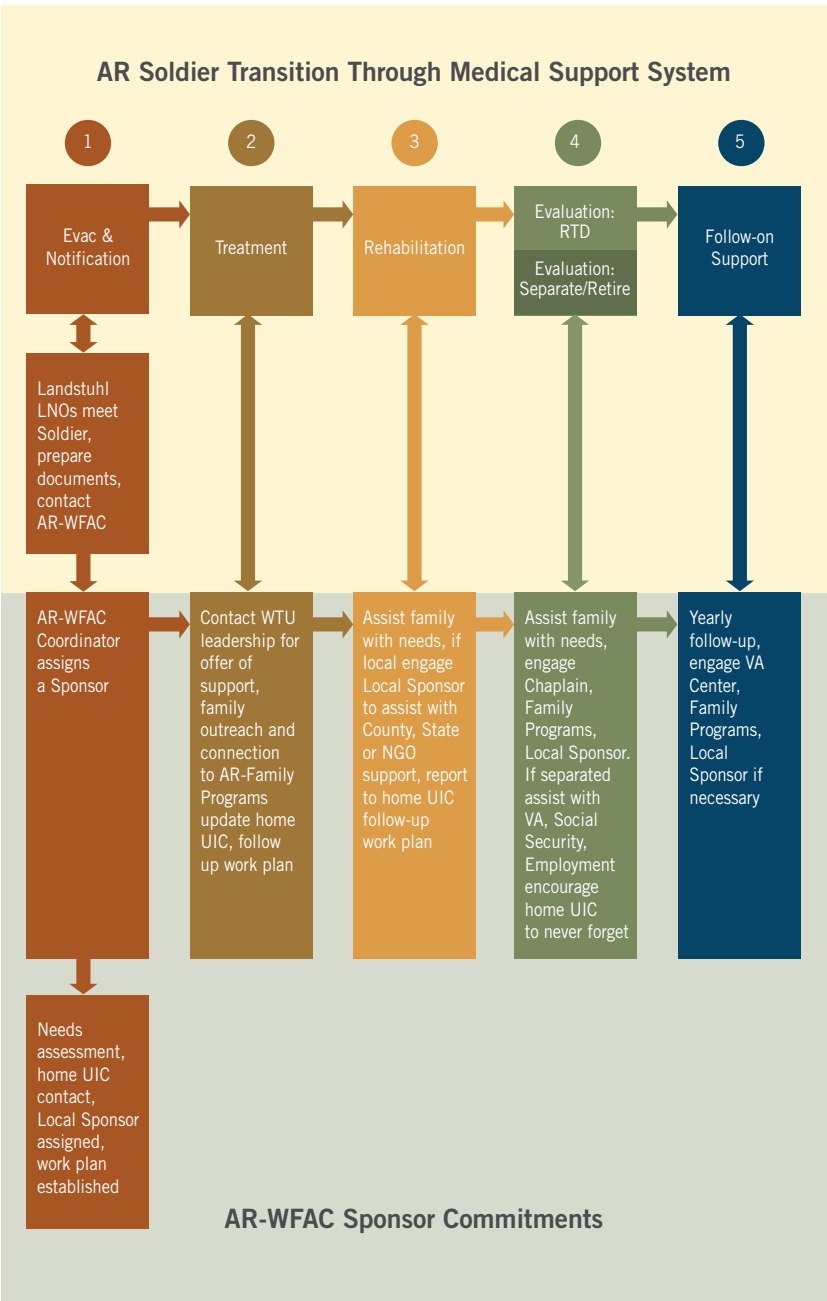 AR Soldier Transition Through Medical Support System
1
2
3
4
5
Evac &
Notification
Treatment
Rehabilitation
Evaluation:
RTD
Evaluation:
Separate/Retire
Follow-on
Support
Landstuhl
LNOs meet
Soldier,
prepare
documents,
contact
AR-WFAC
AR-WFAC
Coordinator
assigns
a Sponsor
Contact WTU
leadership for
offer of
support,
family
outreach and
connection
to AR-Family
Programs
update home
UIC, follow
up work plan
Assist family
with needs, if
local engage
Local Sponsor
to assist with
County, State
or NGO
support, report
to home UIC
follow-up
work plan
Assist family
with needs,
engage
Chaplain,
Family
Programs,
Local Sponsor.
If separated
assist with
VA, Social
Security,
Employment
encourage
home UIC
to never forget
Yearly
follow-up,
engage VA
Center,
Family
Programs,
Local
Sponsor if
necessary
Needs
assessment,
home UIC
contact,
Local Sponsor
assigned,
work plan
established
AR-WFAC Sponsor Commitments